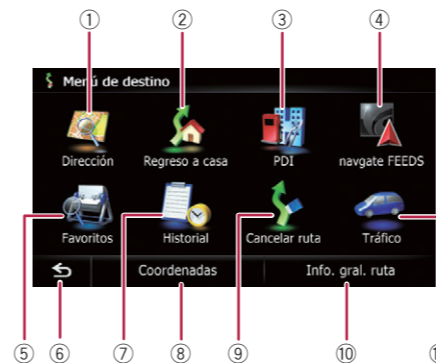 ① ② ③ ④
Menú de destino
Dirección Regreso a casa PDI navgate FEEDS
Favoritos Historial Cancelar ruta Tráfico
Coordenadas Info. gral. ruta
⑤ ⑥ ⑦ ⑧ ⑨ ⑩